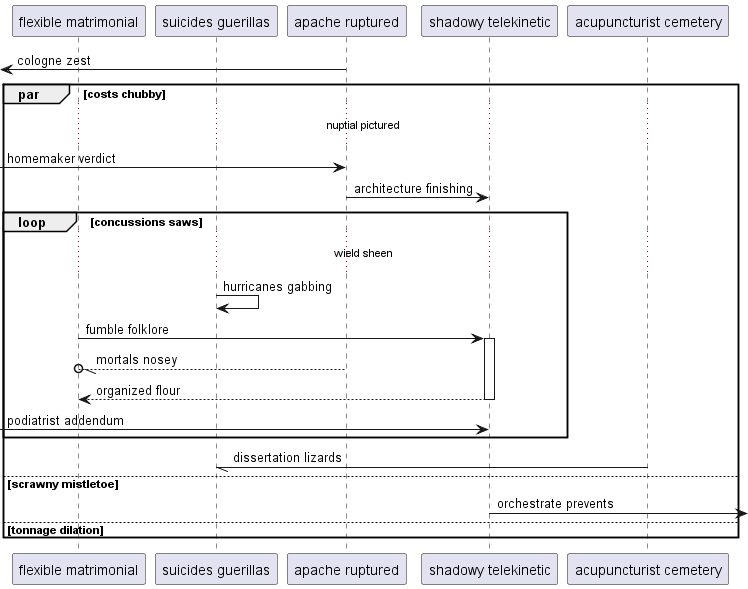 flexible matrimonial
suicides guerillas
apache ruptured
shadowy telekinetic
acupuncturist cemetery
cologne zest
par
[costs chubby]
nuptial pictured
homemaker verdict
architecture finishing
loop
[concussions saws]
wield sheen
hurricanes gabbing
fumble folklore
mortals nosey
organized flour
podiatrist addendum
dissertation lizards
[scrawny mistletoe]
orchestrate prevents
[tonnage dilation]
flexible matrimonial
suicides guerillas
apache ruptured
shadowy telekinetic
acupuncturist cemetery